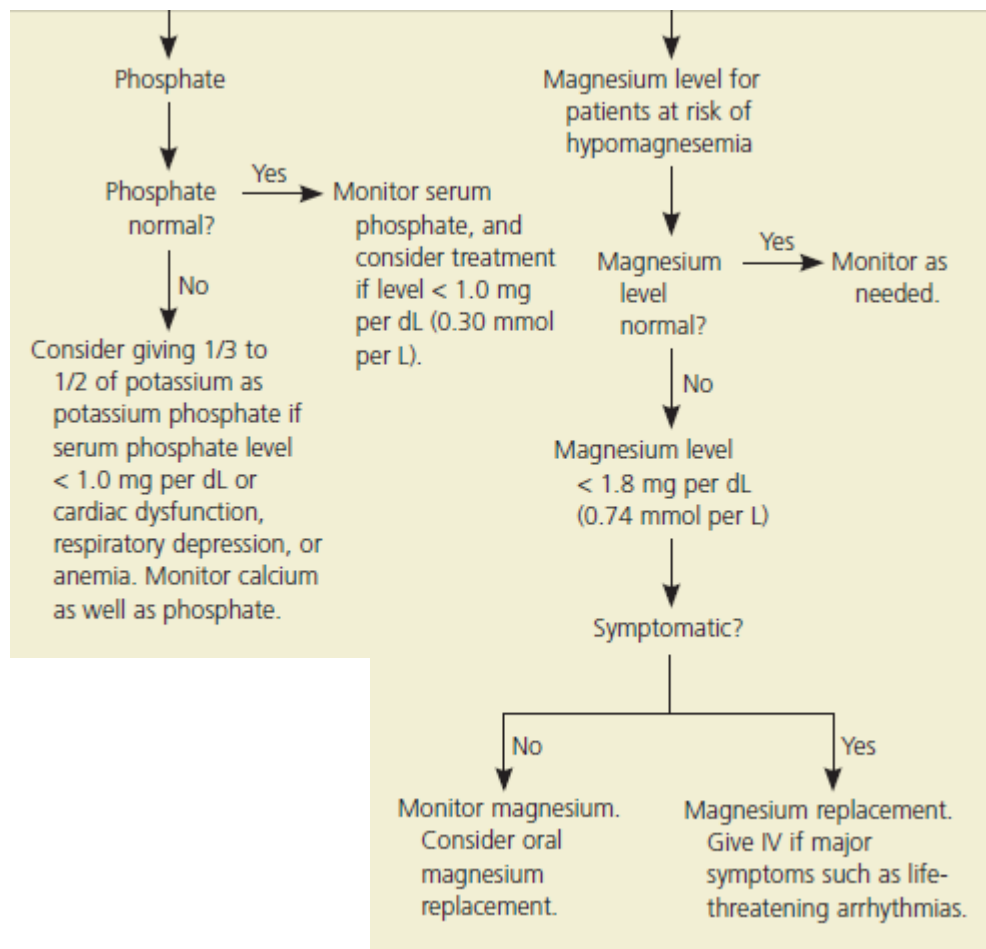 Phosphate
Phosphate
normal?
Yes
Monitor serum
phosphate, and
consider treatment
if level < 1.0 mg
per dL (0.30 mmol
per L).
No
Consider giving 1/3 to
1/2 of potassium as
potassium phosphate if
serum phosphate level
< 1.0 mg per dL or
cardiac dysfunction,
respiratory depression, or
anemia. Monitor calcium
as well as phosphate.
Magnesium level for
patients at risk of
hypomagnesemia
Magnesium
level
normal?
Yes
Monitor as
needed.
No
Magnesium level
< 1.8 mg per dL
(0.74 mmol per L)
Symptomatic?
No
Monitor magnesium.
Consider oral
magnesium
replacement.
Yes
Magnesium replacement.
Give IV if major
symptoms such as life-
threatening arrhythmias.